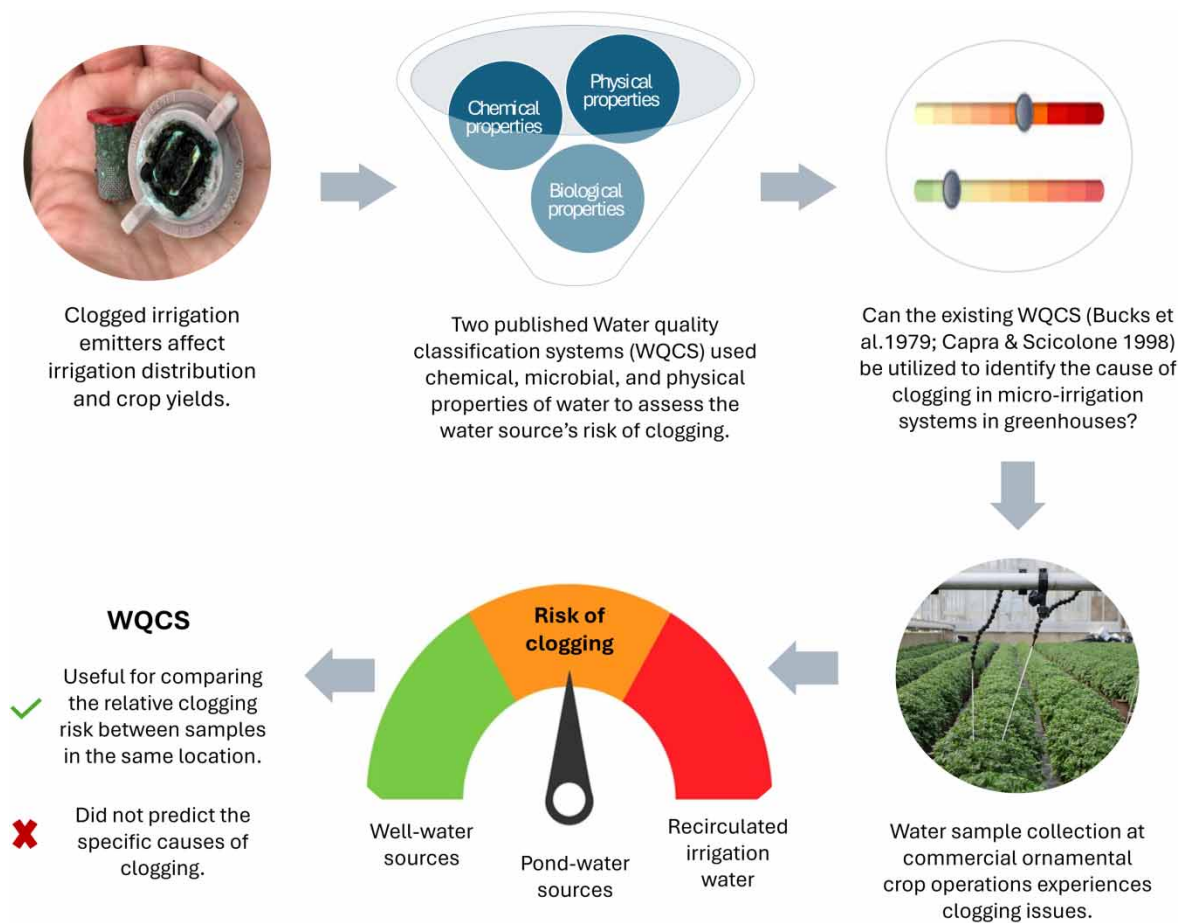 Chemical
properties
Physical
properties
Biological
properties
Clogged irrigation
emitters affect
irrigation distribution
and crop yields.
Two published Water quality
classification systems (WQCS) used
chemical, microbial, and physical
properties of water to assess the
water source’s risk of clogging.
Can the existing WQCS (Bucks et
al.1979; Capra & Scicolone 1998)
be utilized to identify the cause of
clogging in micro-irrigation
systems in greenhouses?
Water sample collection at
commercial ornamental
crop operations experiences
clogging issues.
Risk of
clogging
Well-water
sources
Pond-water
sources
Recirculated
irrigation
water
WQCS
Useful for comparing
the relative clogging
risk between samples
in the same location.
Did not predict the
specific causes of
clogging.